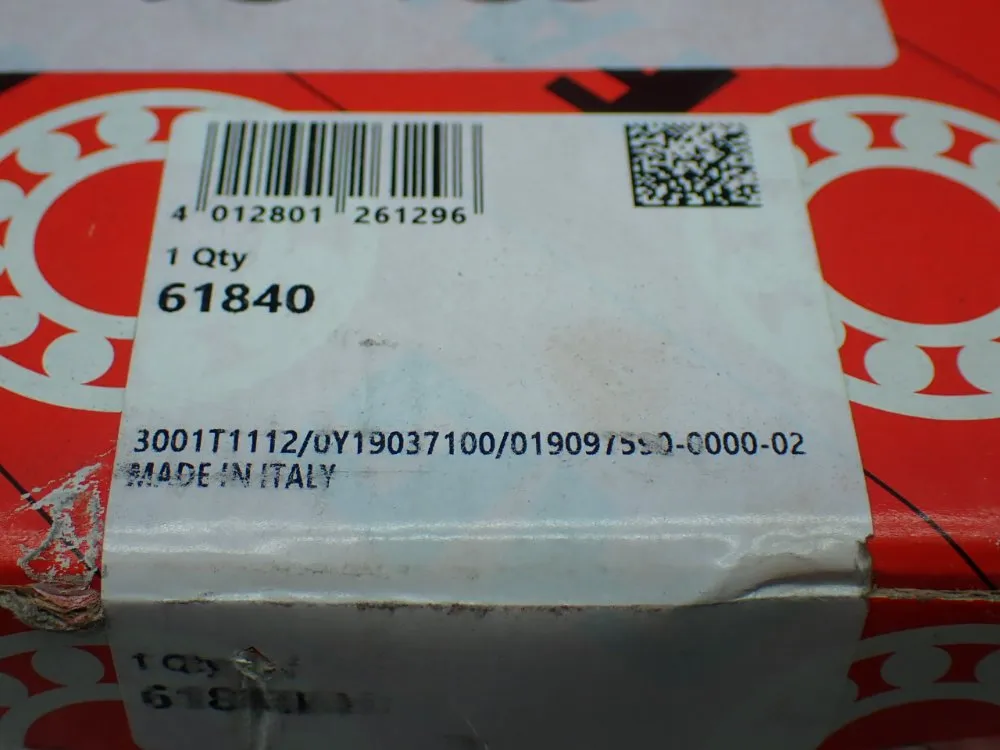 4 012801 261296
1 Qty
61840
3001T1112/0Y19037100/019097590-0000-02
MADE IN ITALY
1 Qty